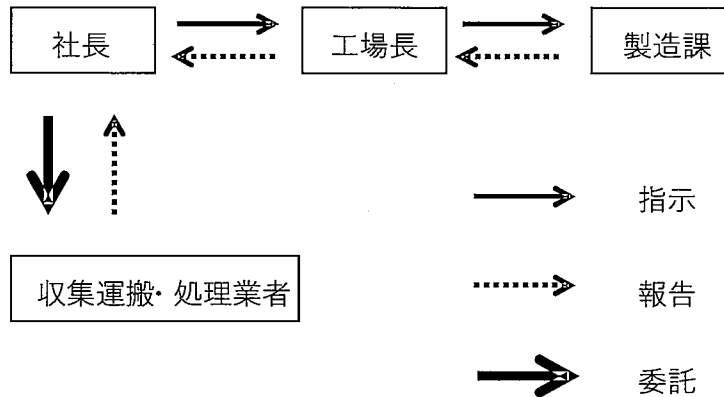 社長
工場長
製造課
指示
収集運搬・処理業者
報告
委託